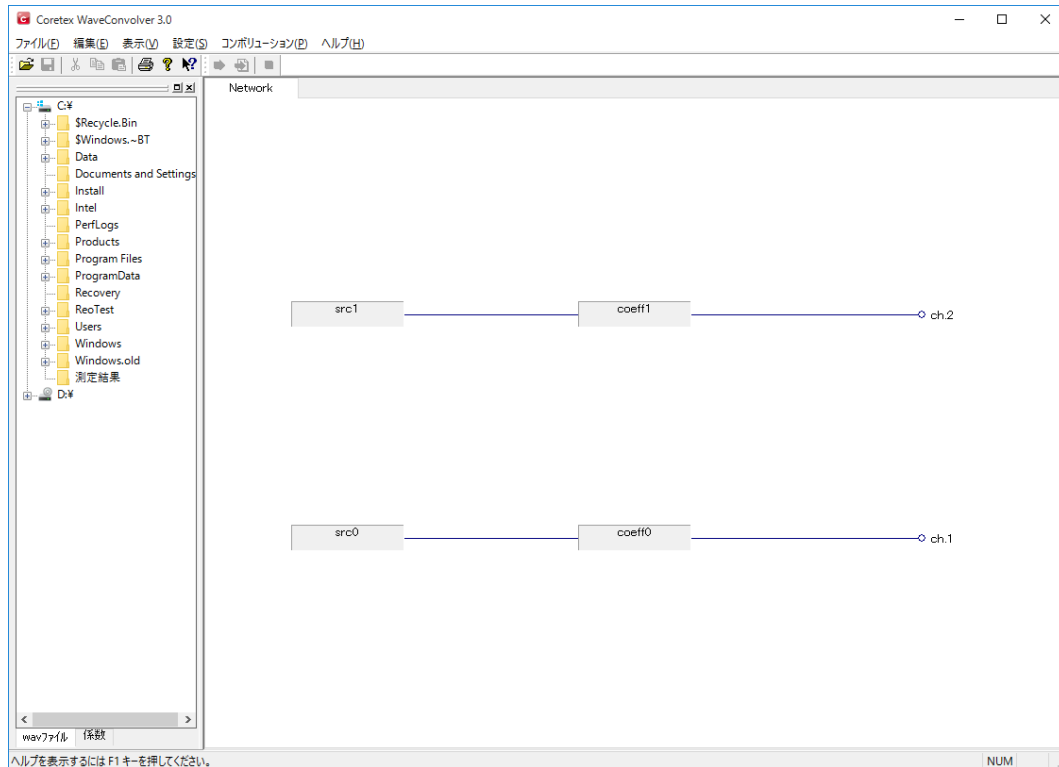 Coretex WaveConvolver 3.0
ファイル(F) 編集(E) 表示(V) 設定(S) コンボリューション(P) ヘルプ(H)
Network
C:¥
$Recycle.Bin
$Windows.~BT
Data
Documents and Settings
Install
Intel
PerfLogs
Products
Program Files
ProgramData
Recovery
ReoTest
Users
Windows
Windows.old
測定結果
D:¥
src1 coeff1 ch.2
src0 coeff0 ch.1
wavファイル 係数
ヘルプを表示するには F1 キーを押してください。 NUM